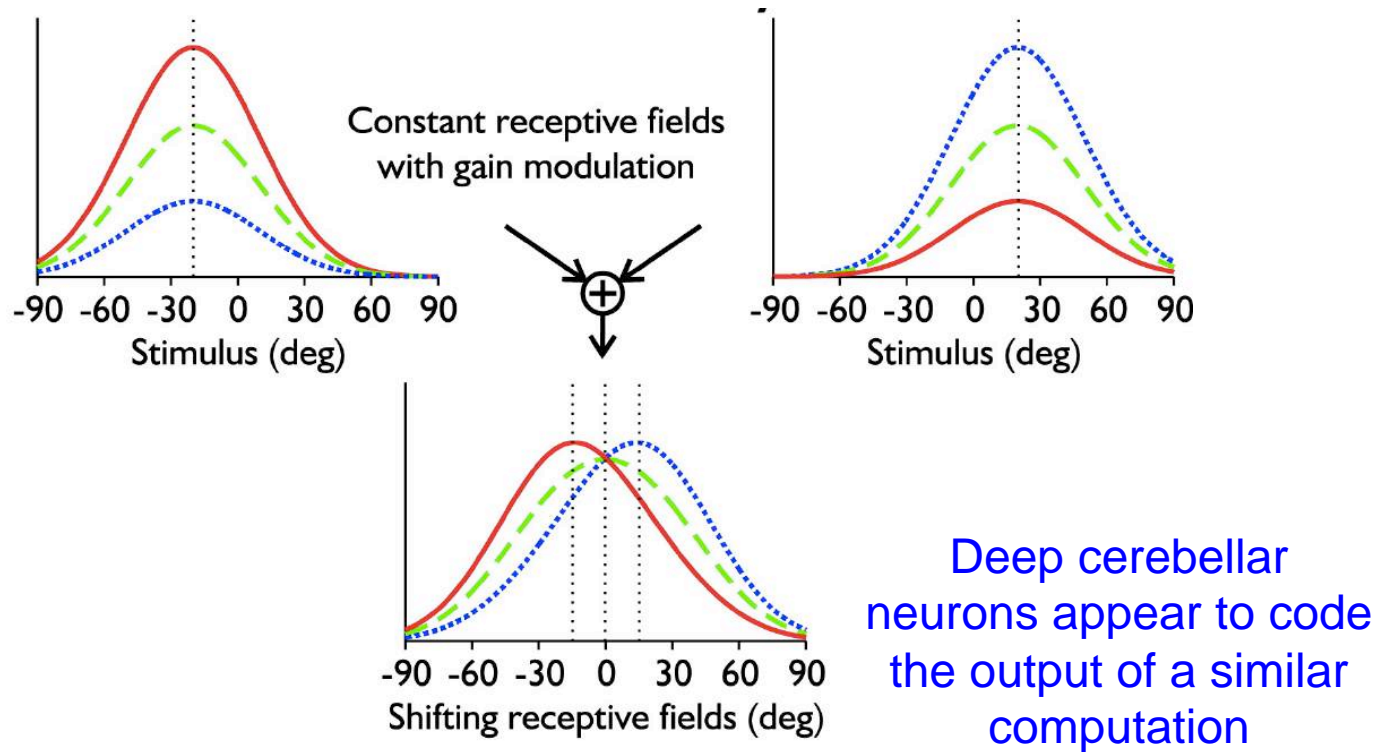 Constant receptive fields
with gain modulation
-90 -60 -30 0 30 60 90
Stimulus (deg)
-90 -60 -30 0 30 60 90
Stimulus (deg)
+
-90 -60 -30 0 30 60 90
Shifting receptive fields (deg)
Deep cerebellar
neurons appear to code
the output of a similar
computation